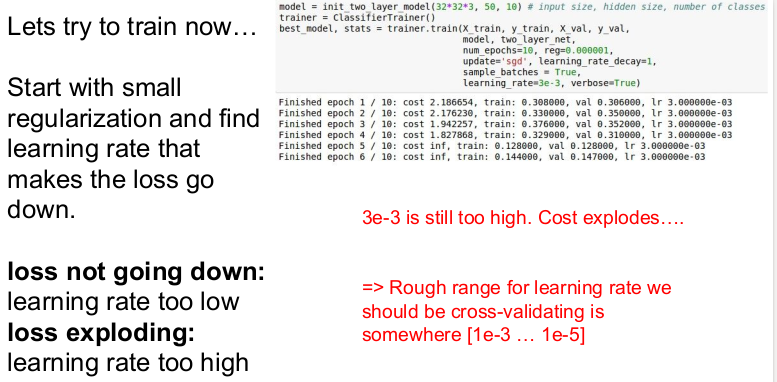 Lets try to train now…
Start with small
regularization and find
learning rate that
makes the loss go
down.
loss not going down:
learning rate too low
loss exploding:
learning rate too high
model = init_two_layer_model(32*32*3, 50, 10) # input size, hidden size, number of classes
trainer = ClassifierTrainer()
best_model, stats = trainer.train(X_train, y_train, X_val, y_val,
model, two_layer_net,
num_epochs=10, reg=0.000001,
update='sgd', learning_rate_decay=1,
sample_batches = True,
learning_rate=3e-3, verbose=True)
Finished epoch 1 / 10: cost 2.186654, train: 0.308000, val 0.306000, lr 3.000000e-03
Finished epoch 2 / 10: cost 2.176230, train: 0.330000, val 0.350000, lr 3.000000e-03
Finished epoch 3 / 10: cost 1.942257, train: 0.376000, val 0.352000, lr 3.000000e-03
Finished epoch 4 / 10: cost 1.827868, train: 0.329000, val 0.310000, lr 3.000000e-03
Finished epoch 5 / 10: cost inf, train: 0.128000, val 0.128000, lr 3.000000e-03
Finished epoch 6 / 10: cost inf, train: 0.144000, val 0.147000, lr 3.000000e-03
3e-3 is still too high. Cost explodes….
=> Rough range for learning rate we
should be cross-validating is
somewhere [1e-3 … 1e-5]